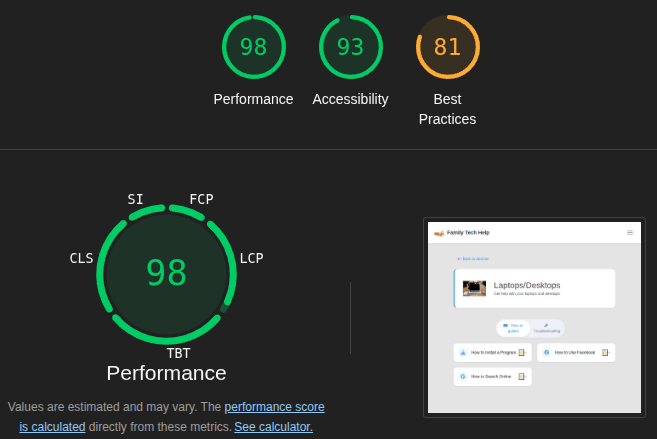 98
93
81
Performance
Accessibility
Best
Practices
SI
FCP
CLS
98
LCP
TBT
Performance
Values are estimated and may vary. The performance score
is calculated directly from these metrics. See calculator.
Family Tech Help
Back to devices
Laptops/Desktops
Get help with your laptops and desktops
How-to
guides
Troubleshooting
How to Install a Program
How to Use Facebook
How to Search Online